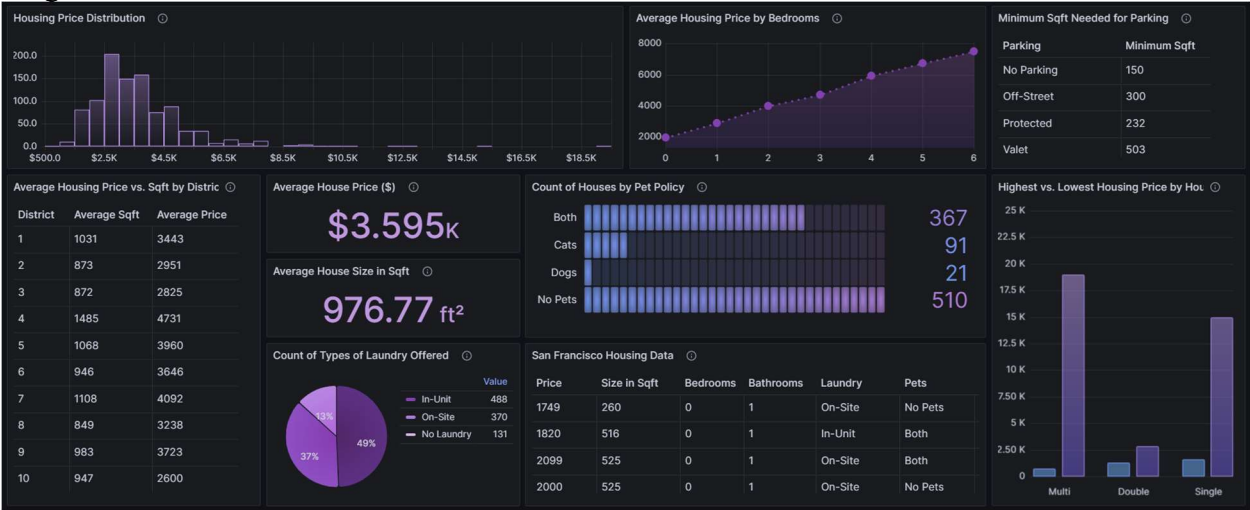 Housing Price Distribution
200.0
150.0
100.0
50.0
0.0
$500.0 $2.5K $4.5K $6.5K $8.5K $10.5K $12.5K $14.5K $16.5K $18.5K
Average Housing Price by Bedrooms
8000
6000
4000
2000
0 1 2 3 4 5 6
Minimum Sqft Needed for Parking
Parking Minimum Sqft
No Parking 150
Off-Street 300
Protected 232
Valet 503
Average Housing Price vs. Sqft by Distric
District Average Sqft Average Price
1 1031 3443
2 873 2951
3 872 2825
4 1485 4731
5 1068 3960
6 946 3646
7 1108 4092
8 849 3238
9 983 3723
10 947 2600
Average House Price ($)
$3.595K
Average House Size in Sqft
976.77 ft²
Count of Types of Laundry Offered
Value
In-Unit 488
On-Site 370
No Laundry 131
13%
49%
37%
Count of Houses by Pet Policy
Both 367
Cats 91
Dogs 21
No Pets 510
San Francisco Housing Data
Price Size in Sqft Bedrooms Bathrooms Laundry Pets
1749 260 0 1 On-Site No Pets
1820 516 0 1 In-Unit Both
2099 525 0 1 On-Site Both
2000 525 0 1 On-Site No Pets
Highest vs. Lowest Housing Price by Hou
25 K
22.5 K
20 K
17.5 K
15 K
12.5 K
10 K
7.50 K
5 K
2.50 K
0
Multi Double Single